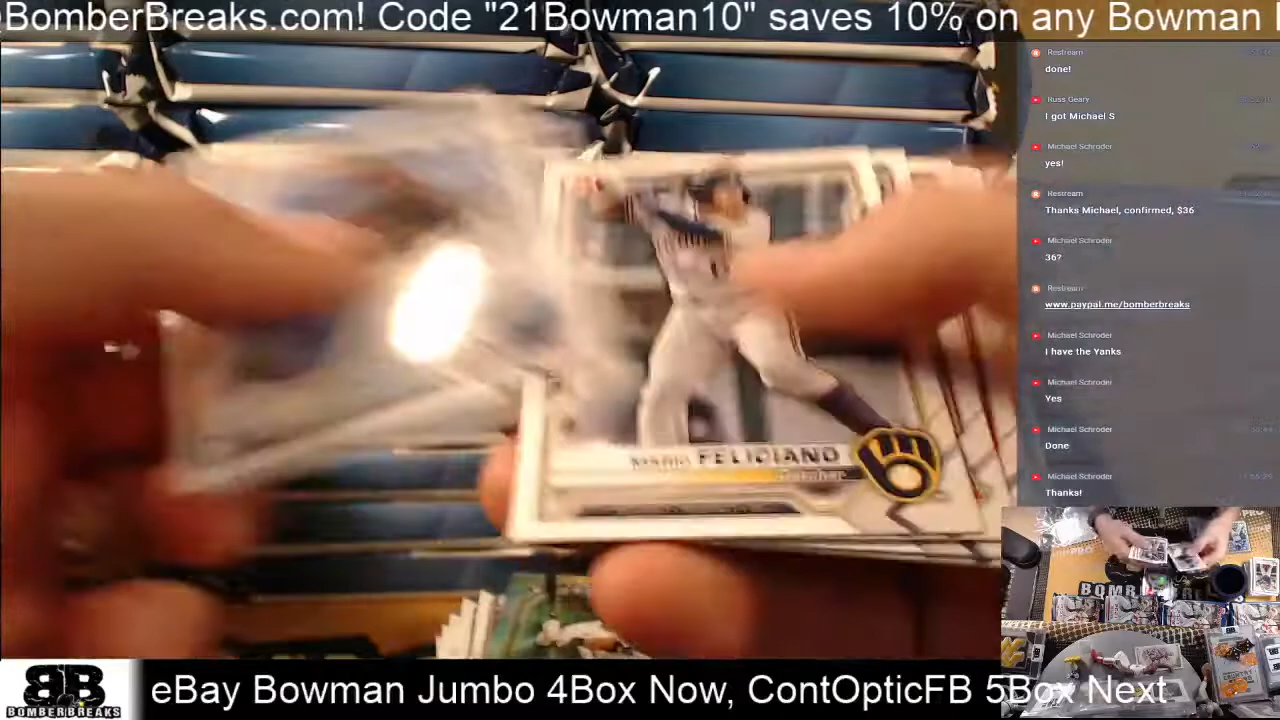 BomberBreaks.com! Code "21Bowman10" saves 10% on any Bowman
Restream
done!
Russ Geary
I got Michael S
Michael Schroder
yes!
Restream
Thanks Michael, confirmed, $36
Michael Schroder
36?
Restream
www.paypal.me/bomberbreaks
Michael Schroder
I have the Yanks
Michael Schroder
Yes
Michael Schroder
Done
Michael Schroder
Thanks!
MARIO FELICIANO
BB
BOMBERBREAKS
eBay Bowman Jumbo 4Box Now, ContOpticFB 5Box Next